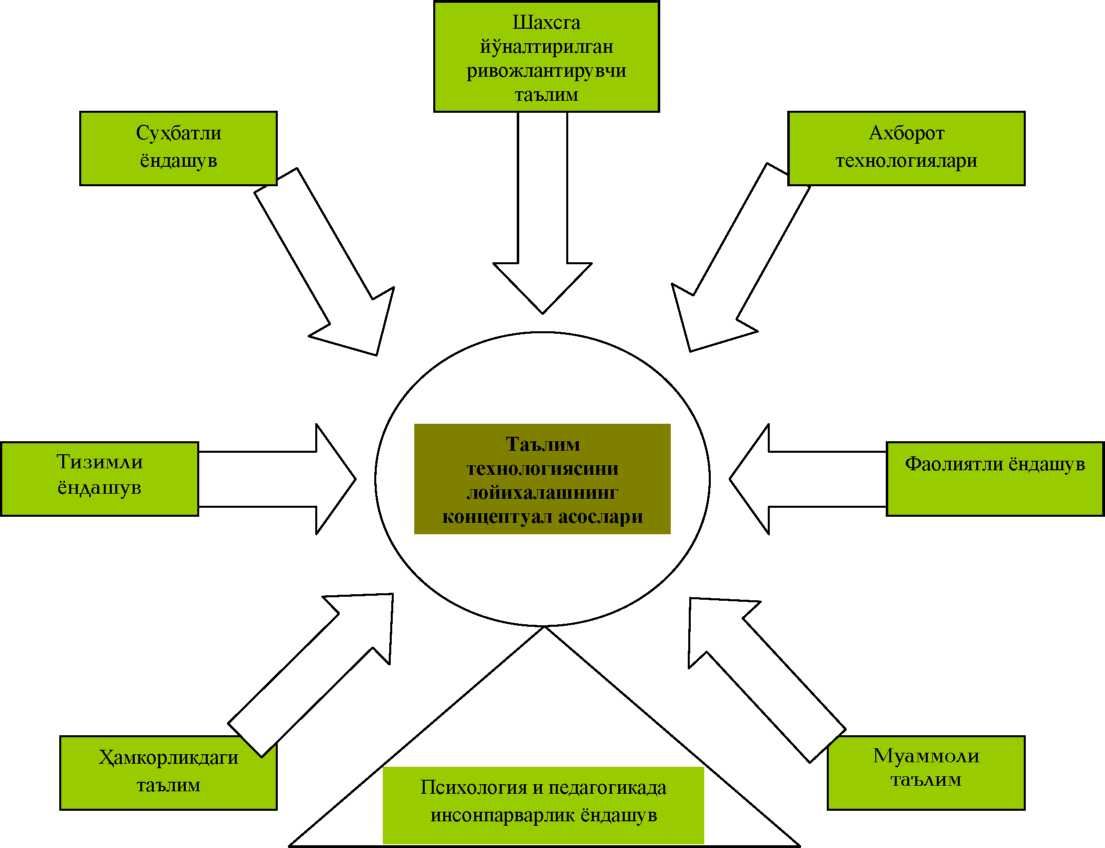 Шахсга
йўналтирилган
ривожлантирувчи
таълим
Суҳбатли
ёндашув
Ахборот
технологиялари
Тизимли
ёндашув
Таълим
технологиясини
лойихалашнинг
концептуал асослари
Фаолиятли ёндашув
Ҳамкорликдаги
таълим
Психология и педагогикада
инсонпарварлик ёндашув
Муаммоли
таълим